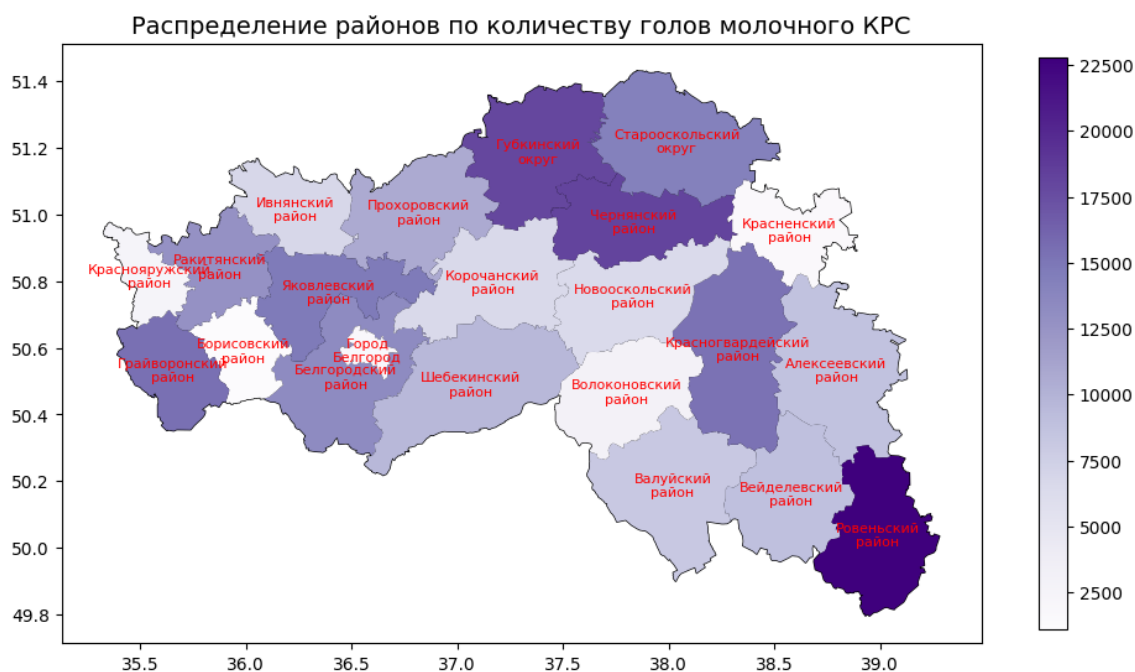 Распределение районов по количеству голов молочного КРС
51.4
51.2
51.0
50.8
50.6
50.4
50.2
50.0
49.8
35.5
36.0
36.5
37.0
37.5
38.0
38.5
39.0
Губкинский
округ
Старооскольский
округ
Ивнянский
район
Прохоровский
район
Чернянский
район
Красненский
район
Краснояружский
район
Ракитянский
район
Яковлевский
район
Корочанский
район
Новооскольский
район
Грайворонский
район
Борисовский
район
Город
Белгород
Белгородский
район
Шебекинский
район
Волоконовский
район
Красногвардейский
район
Алексеевский
район
Валуйский
район
Вейделевский
район
Ровеньский
район
22500
20000
17500
15000
12500
10000
7500
5000
2500